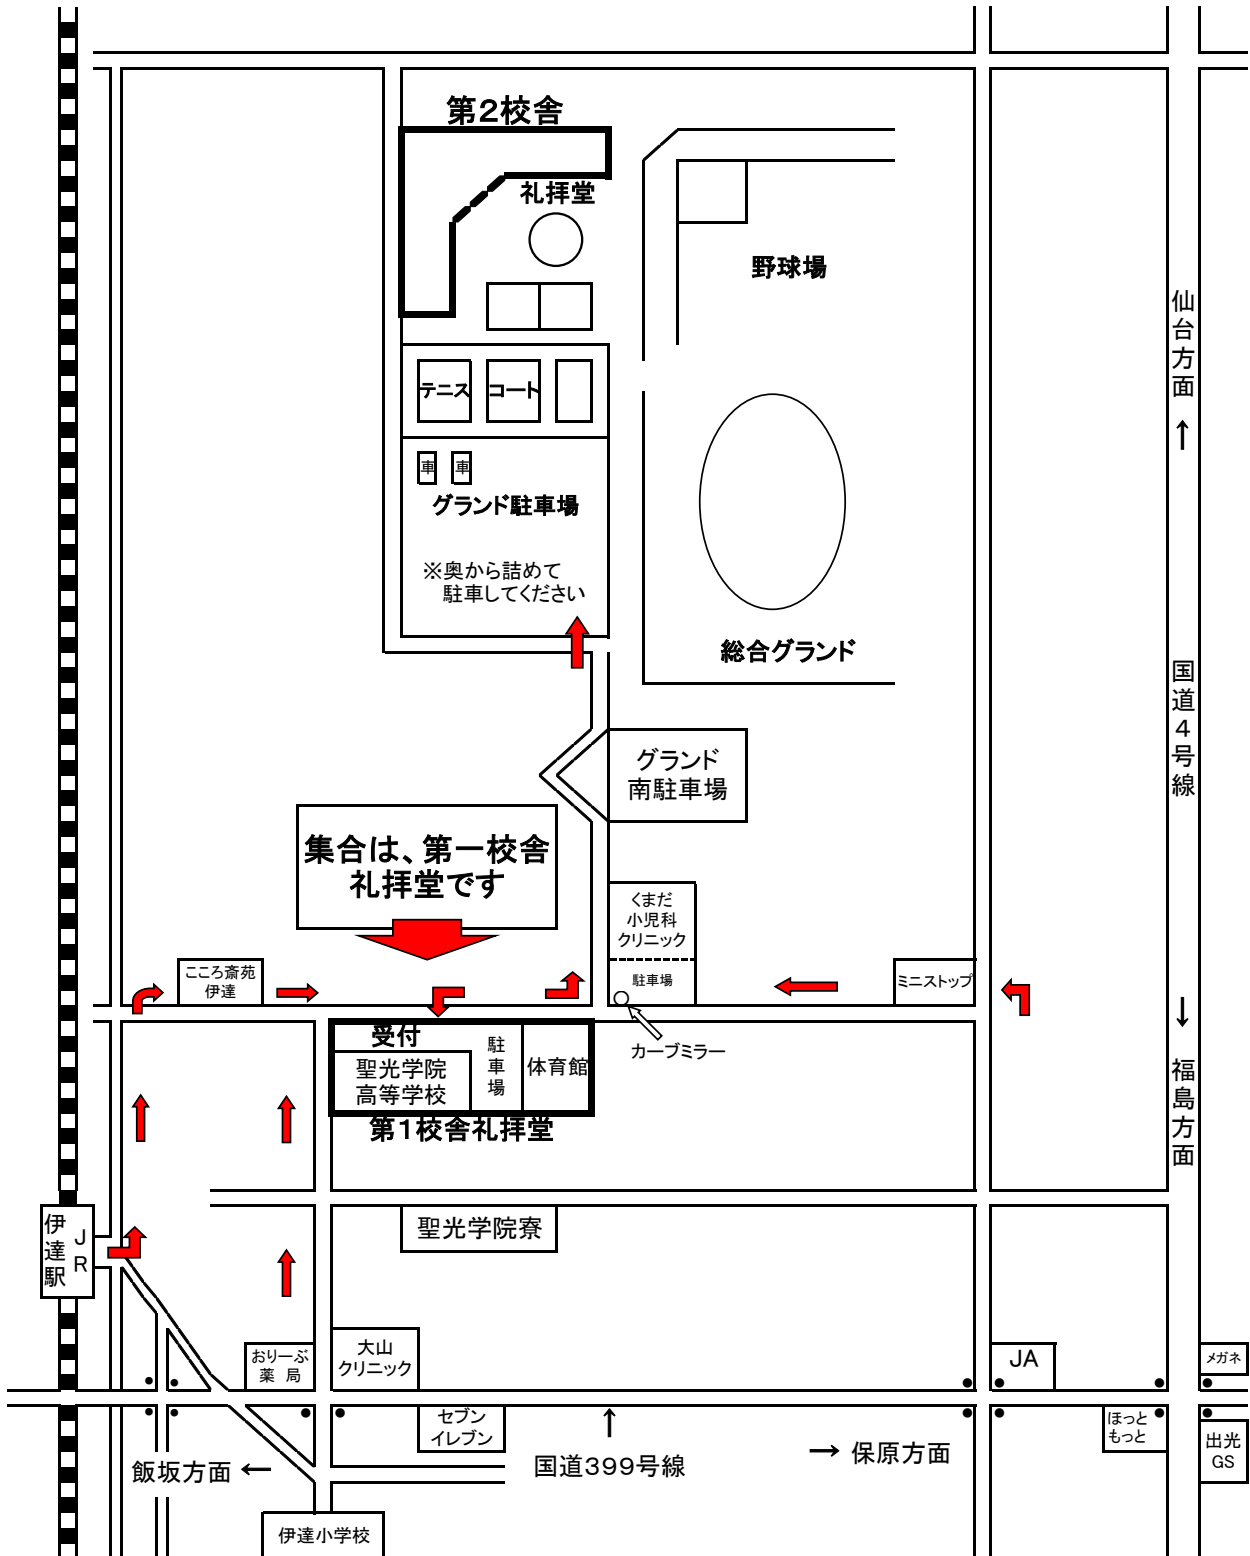 第2校舎
礼拝堂
野球場
仙台方面
↑
テニス コート
車 車
グランド駐車場
※奥から詰めて
駐車してください
総合グランド
国道4号線
グランド
南駐車場
集合は、第一校舎
礼拝堂です
くまだ
小児科
クリニック
駐車場
こころ斎苑
伊達
ミニストップ
カーブミラー
↓
福島方面
受付
聖光学院
高等学校
駐車場
体育館
第1校舎礼拝堂
JR
伊達駅
聖光学院寮
おりーぶ
薬 局
大山
クリニック
JA
メガネ
セブン
イレブン
ほっと
もっと
出光
GS
飯坂方面 ←
↑
国道399号線
→ 保原方面
伊達小学校